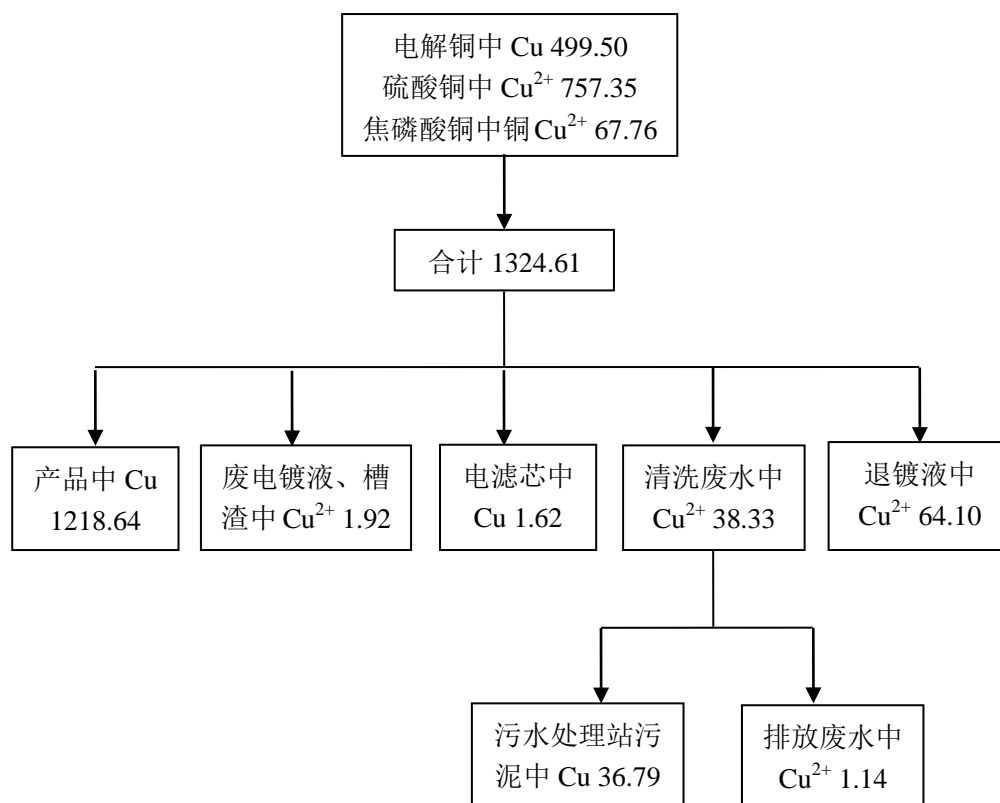 电解铜中 Cu 499.50
硫酸铜中 Cu²⁺ 757.35
焦磷酸铜中铜 Cu²⁺ 67.76
合计 1324.61
产品中 Cu
1218.64
废电镀液、槽
渣中 Cu²⁺ 1.92
电滤芯中
Cu 1.62
清洗废水中
Cu²⁺ 38.33
退镀液中
Cu²⁺ 64.10
污水处理站污
泥中 Cu 36.79
排放废水中
Cu²⁺ 1.14